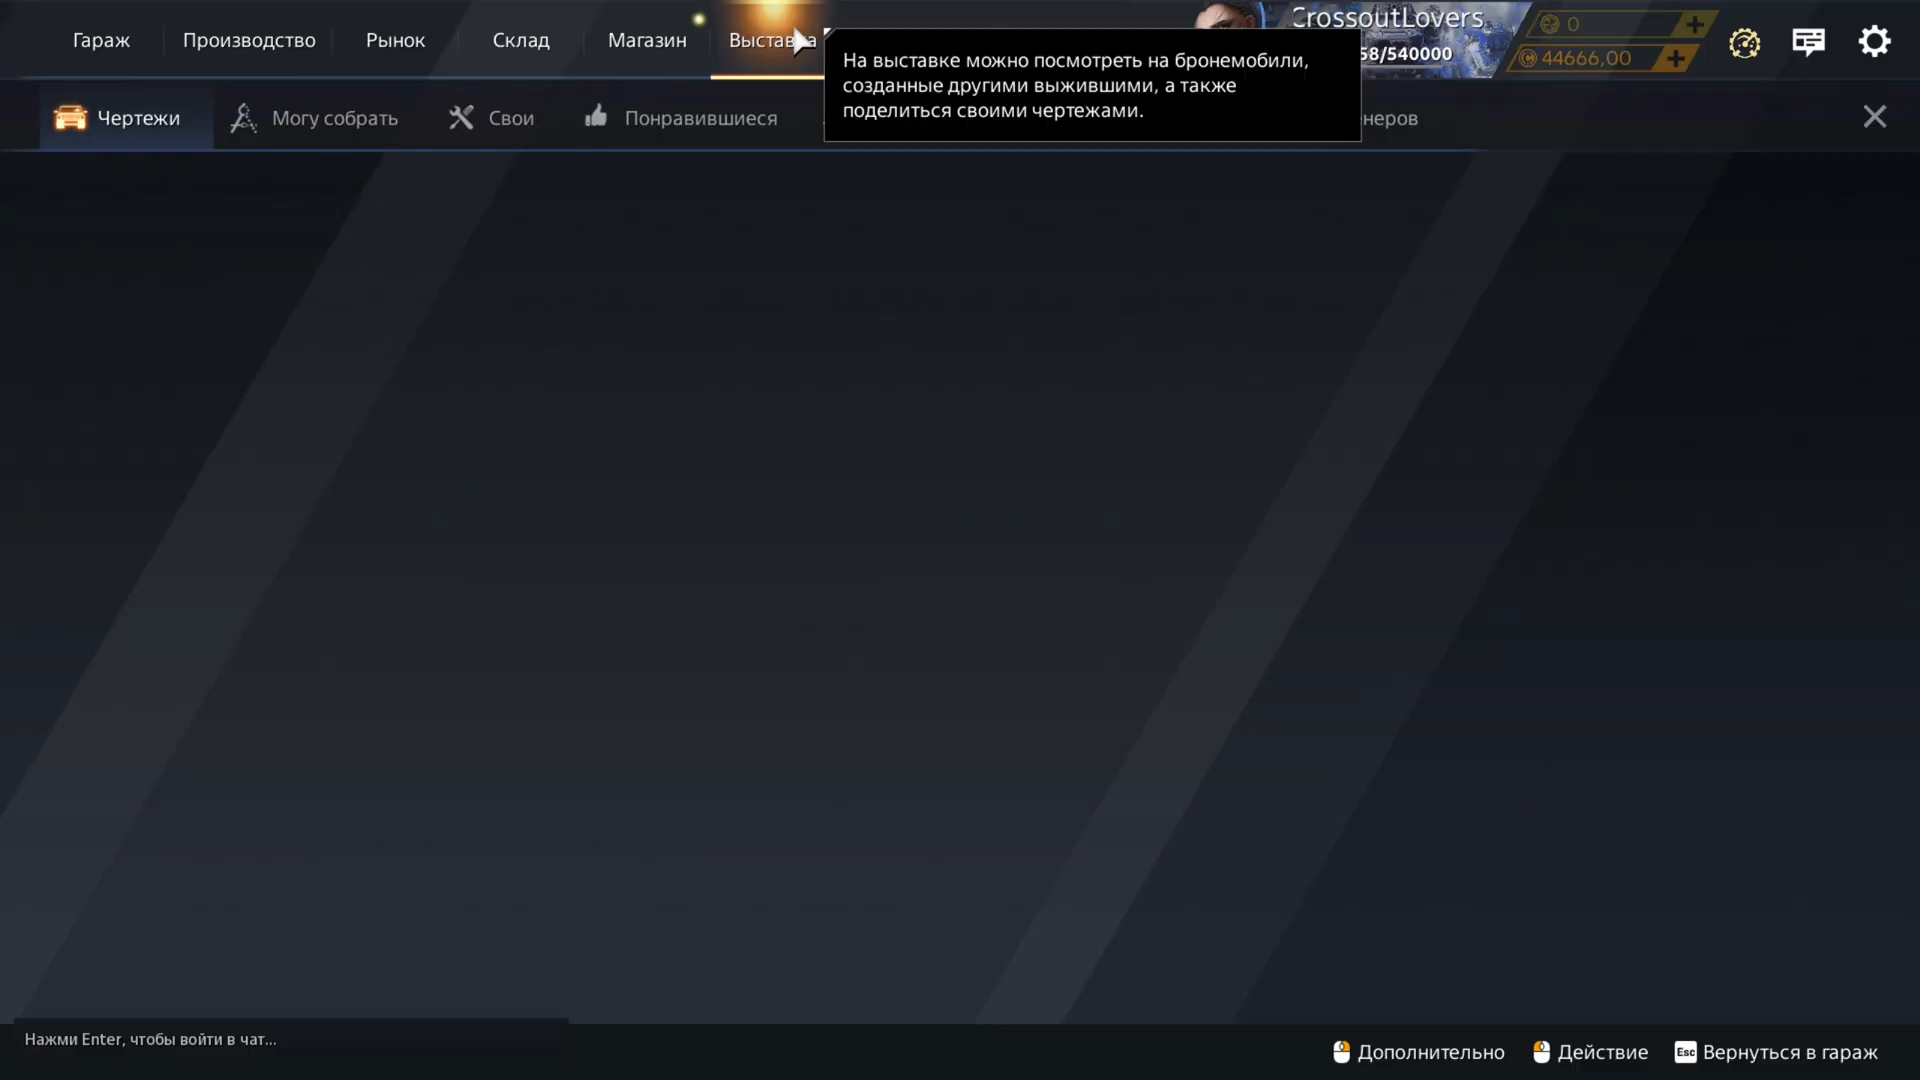 Гараж
Производство
Рынок
Склад
Магазин
CrossoutLovers
58/540000
0
44666,00
На выставке можно посмотреть на бронемобили,
созданные другими выжившими, а также
поделиться своими чертежами.
Чертежи
Могу собрать
Свои
Понравившиеся
Нажми Enter, чтобы войти в чат...
Дополнительно
Действие
Esc Вернуться в гараж